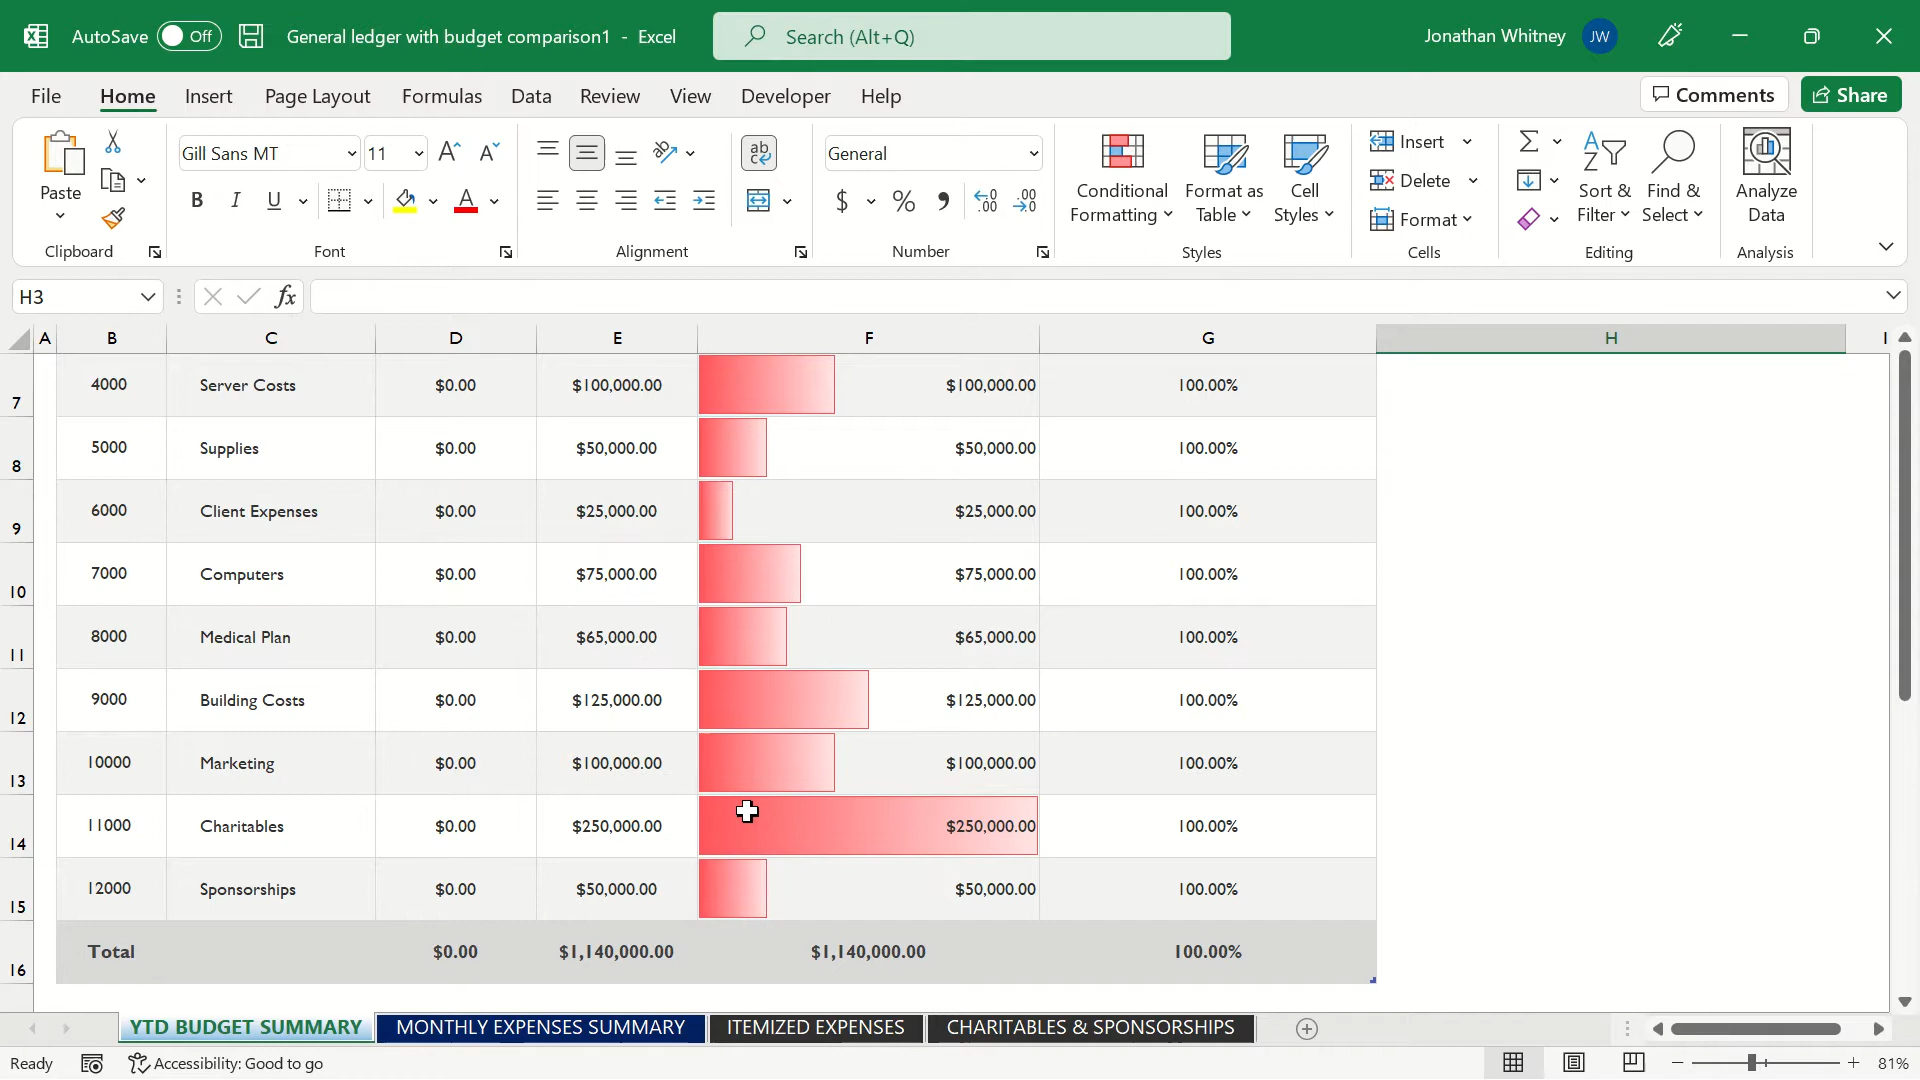 AutoSave Off General ledger with budget comparison1 - Excel Search (Alt+Q) Jonathan Whitney JW
File Home Insert Page Layout Formulas Data Review View Developer Help Comments Share
Paste Gill Sans MT 11 General Conditional Formatting Format as Table Cell Styles Insert Delete Format Sort & Filter Find & Select Analyze Data
Clipboard Font Alignment Number Styles Cells Editing Analysis
H3 fx
A B C D E F G H I
7 4000 Server Costs $0.00 $100,000.00 $100,000.00 100.00%
8 5000 Supplies $0.00 $50,000.00 $50,000.00 100.00%
9 6000 Client Expenses $0.00 $25,000.00 $25,000.00 100.00%
10 7000 Computers $0.00 $75,000.00 $75,000.00 100.00%
11 8000 Medical Plan $0.00 $65,000.00 $65,000.00 100.00%
12 9000 Building Costs $0.00 $125,000.00 $125,000.00 100.00%
13 10000 Marketing $0.00 $100,000.00 $100,000.00 100.00%
14 11000 Charitables $0.00 $250,000.00 $250,000.00 100.00%
15 12000 Sponsorships $0.00 $50,000.00 $50,000.00 100.00%
16 Total $0.00 $1,140,000.00 $1,140,000.00 100.00%
YTD BUDGET SUMMARY MONTHLY EXPENSES SUMMARY ITEMIZED EXPENSES CHARITABLES & SPONSORSHIPS
Ready Accessibility: Good to go 81%